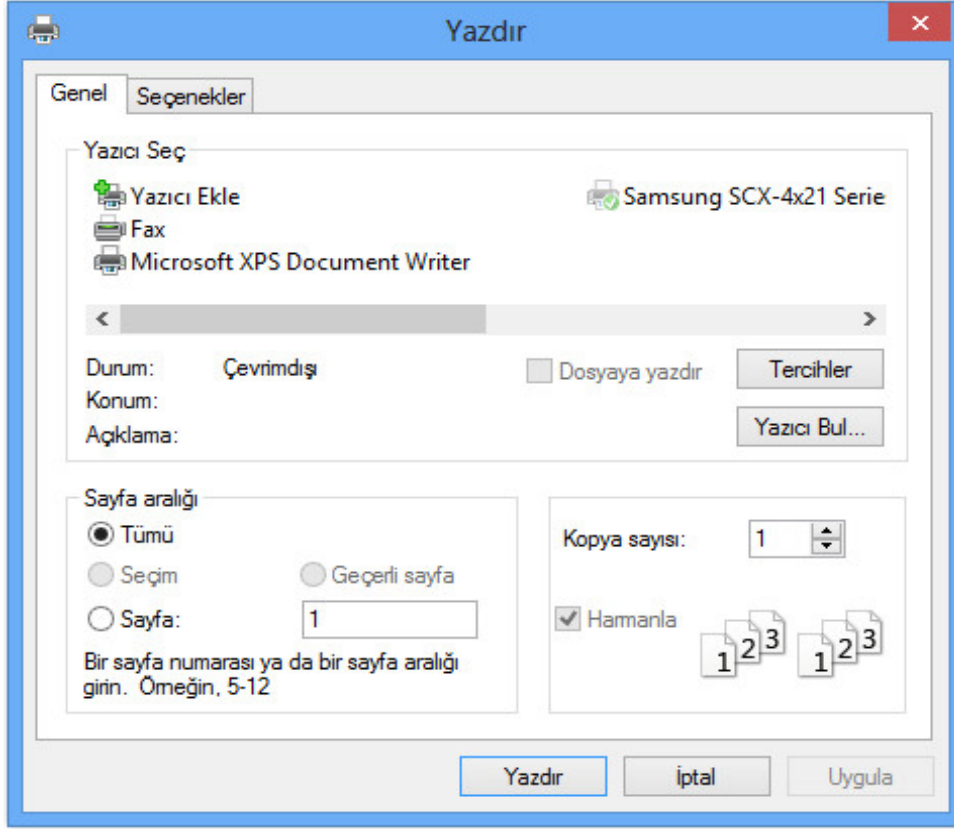 Yazdır
Genel
Seçenekler
Yazıcı Seç
Yazıcı Ekle
Samsung SCX-4x21 Serie
Fax
Microsoft XPS Document Writer
Durum: Çevrimdışı
Dosyaya yazdır
Tercihler
Konum:
Açıklama:
Yazıcı Bul...
Sayfa aralığı
Tümü
Seçim
Geçerli sayfa
Sayfa: 1
Bir sayfa numarası ya da bir sayfa aralığı
girin. Örneğin, 5-12
Kopya sayısı: 1
Harmanla
1 2 3 1 2 3
Yazdır
İptal
Uygula